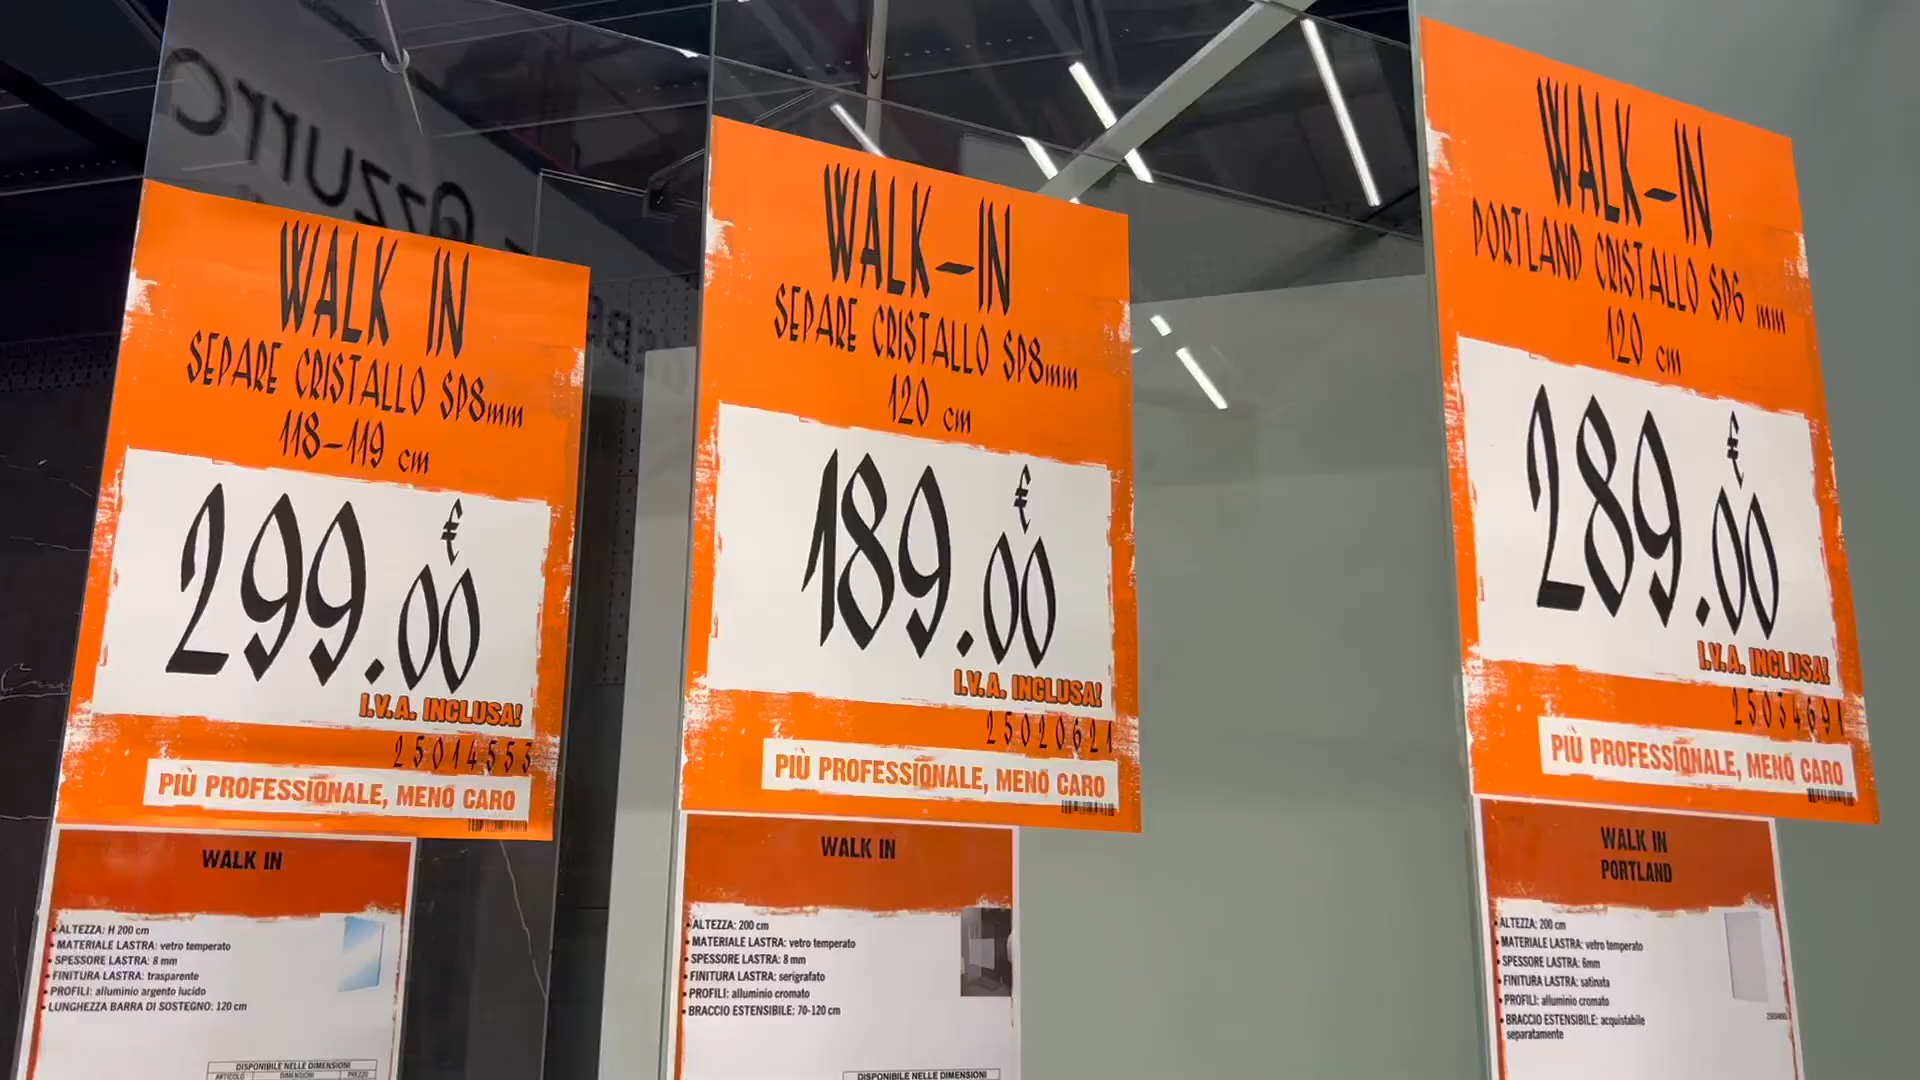 WALK IN
SEPARE CRISTALLO SP8mm
118-119 cm
299.00 €
I.V.A. INCLUSA!
25014553
PIÙ PROFESSIONALE, MENO CARO
WALK IN
ALTEZZA: H 200 cm
MATERIALE LASTRA: vetro temperato
SPESSORE LASTRA: 8 mm
FINITURA LASTRA: trasparente
PROFILI: alluminio argento lucido
LUNGHEZZA BARRA DI SOSTEGNO: 120 cm
DISPONIBILE NELLE DIMENSIONI
ARTICOLO DIMENSIONI PREZZO
WALK-IN
SEPARE CRISTALLO SP8mm
120 cm
189.00 €
I.V.A. INCLUSA!
25020621
PIÙ PROFESSIONALE, MENO CARO
WALK IN
ALTEZZA: 200 cm
MATERIALE LASTRA: vetro temperato
SPESSORE LASTRA: 8 mm
FINITURA LASTRA: serigrafato
PROFILI: alluminio cromato
BRACCIO ESTENSIBILE: 70-120 cm
DISPONIBILE NELLE DIMENSIONI
WALK-IN
PORTLAND CRISTALLO SP6 mm
120 cm
289.00 €
I.V.A. INCLUSA!
25034691
PIÙ PROFESSIONALE, MENO CARO
WALK IN
PORTLAND
ALTEZZA: 200 cm
MATERIALE LASTRA: vetro temperato
SPESSORE LASTRA: 6mm
FINITURA LASTRA: satinata
PROFILI: alluminio cromato
BRACCIO ESTENSIBILE: acquistabile
separatamente